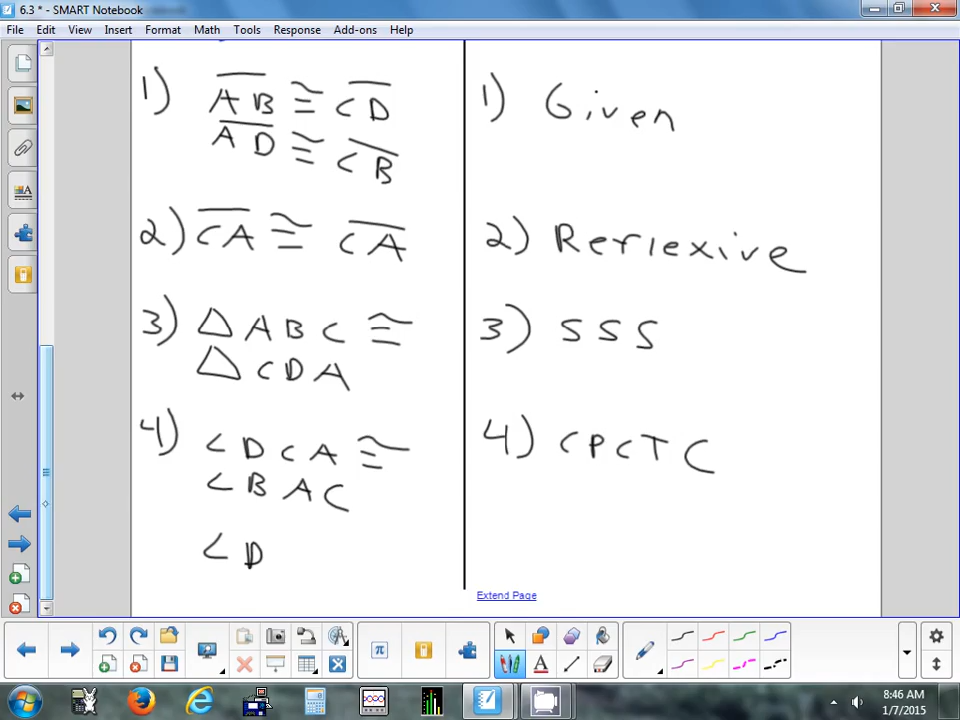 6.3 * - SMART Notebook
File Edit View Insert Format Math Tools Response Add-ons Help
1) AB ≅ CD
AD ≅ CB
1) Given
2) CA ≅ CA
2) Reflexive
3) △ABC ≅
△CDA
3) SSS
4) <DCA ≅
<BAC
4) CPCTC
<D
Extend Page
8:46 AM
1/7/2015